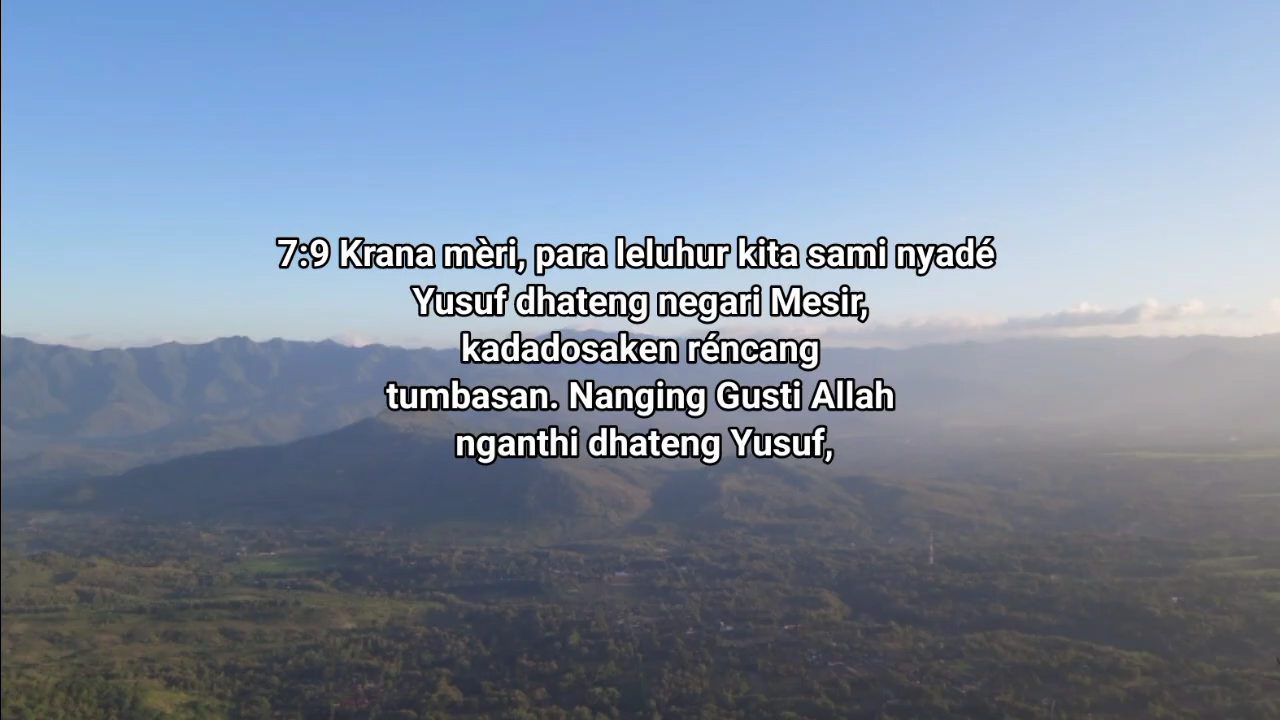 7:9 Krana mèri, para leluhur kita sami nyadé
Yusuf dhateng negari Mesir,
kadadosaken réncang
tumbasan. Nanging Gusti Allah
nganthi dhateng Yusuf,